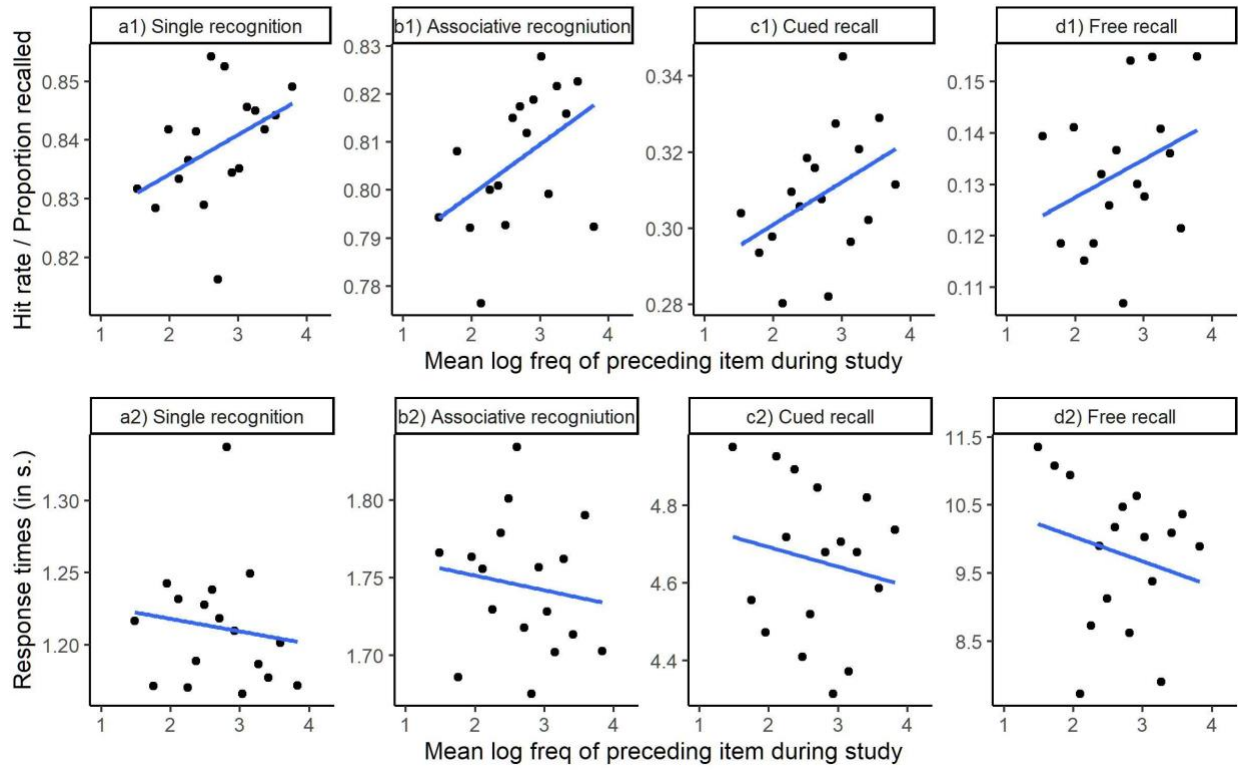 a1) Single recognition
b1) Associative recogniution
c1) Cued recall
d1) Free recall
Hit rate / Proportion recalled
0.85
0.84
0.83
0.82
1 2 3 4
0.83
0.82
0.81
0.80
0.79
0.78
1 2 3 4
0.34
0.32
0.30
0.28
1 2 3 4
0.15
0.14
0.13
0.12
0.11
1 2 3 4
Mean log freq of preceding item during study
a2) Single recognition
b2) Associative recogniution
c2) Cued recall
d2) Free recall
Response times (in s.)
1.30
1.25
1.20
1 2 3 4
1.80
1.75
1.70
1 2 3 4
4.8
4.6
4.4
1 2 3 4
11.5
10.5
9.5
8.5
1 2 3 4
Mean log freq of preceding item during study